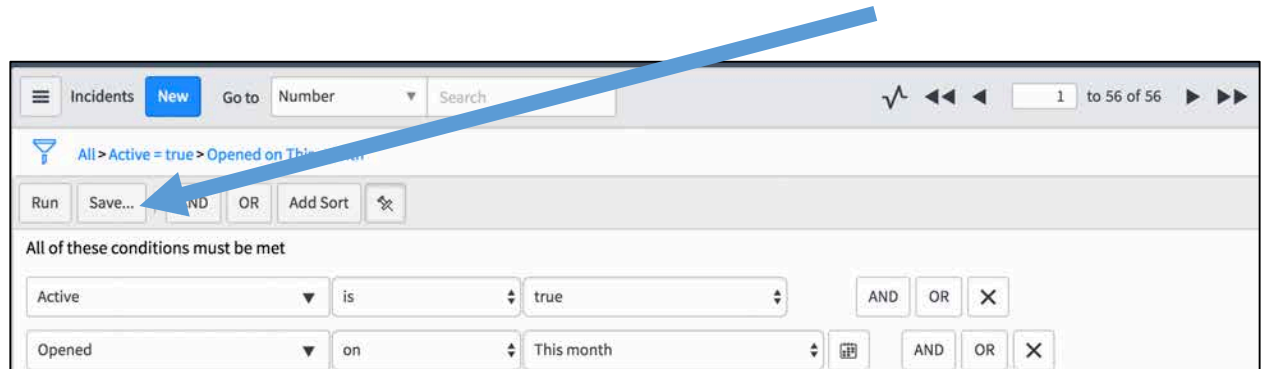 Incidents New Go to Number Search 1 to 56 of 56
All > Active = true > Opened on This
Run Save... AND OR Add Sort
All of these conditions must be met
Active is true AND OR
Opened on This month AND OR